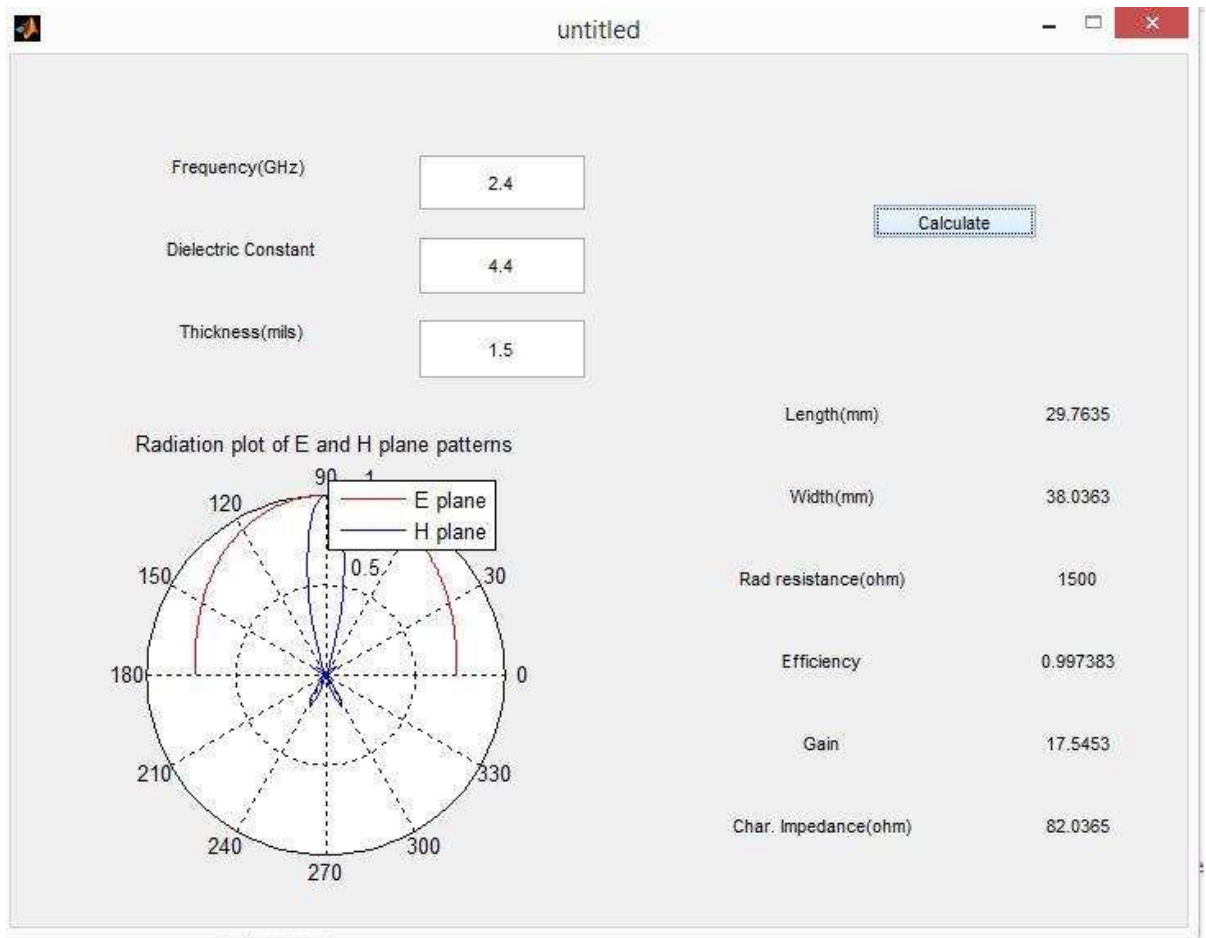 untitled
Frequency(GHz)
2.4
Calculate
Dielectric Constant
4.4
Thickness(mils)
1.5
Length(mm)
29.7635
Radiation plot of E and H plane patterns
90
1
E plane
H plane
120
Width(mm)
38.0363
0.5
150
30
Rad resistance(ohm)
1500
180
0
Efficiency
0.997383
210
330
Gain
17.5453
240
300
270
Char. Impedance(ohm)
82.0365